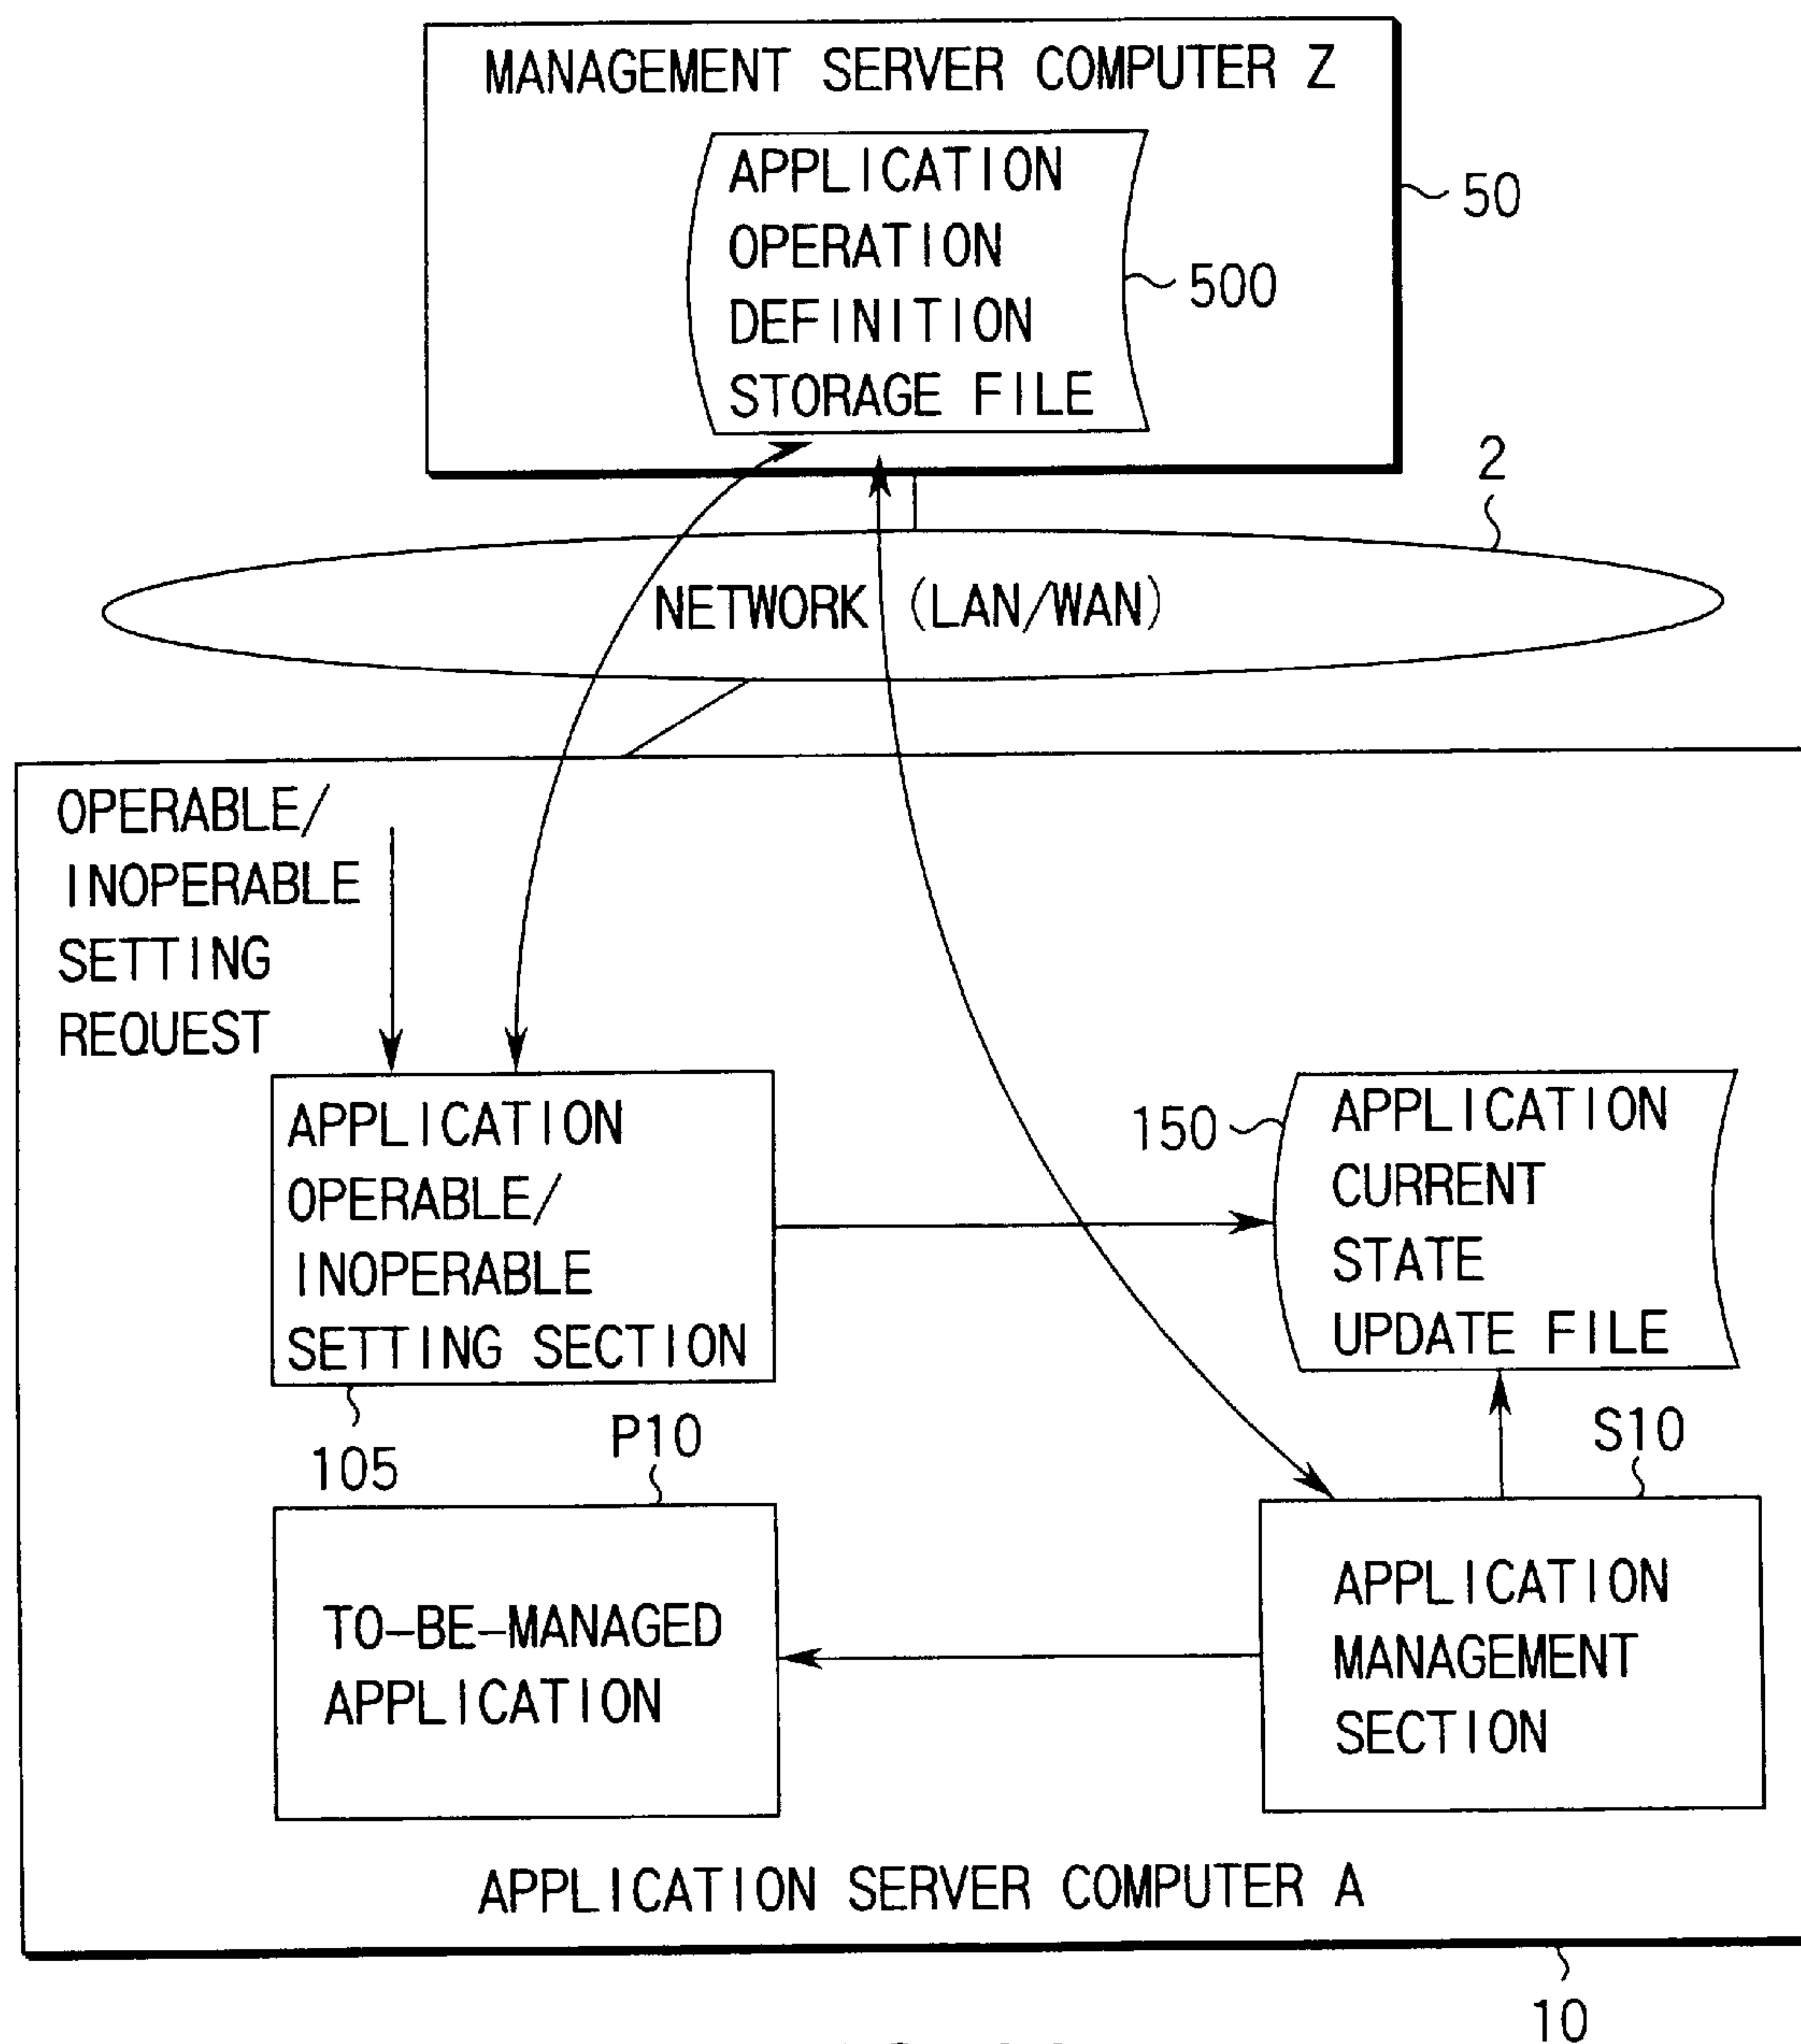 MANAGEMENT SERVER COMPUTER Z
APPLICATION
OPERATION
DEFINITION
STORAGE FILE
50
500
2
NETWORK (LAN/WAN)
OPERABLE/
INOPERABLE
SETTING
REQUEST
APPLICATION
OPERABLE/
INOPERABLE
SETTING SECTION
105
150
APPLICATION
CURRENT
STATE
UPDATE FILE
P10
S10
TO-BE-MANAGED
APPLICATION
APPLICATION
MANAGEMENT
SECTION
APPLICATION SERVER COMPUTER A
10